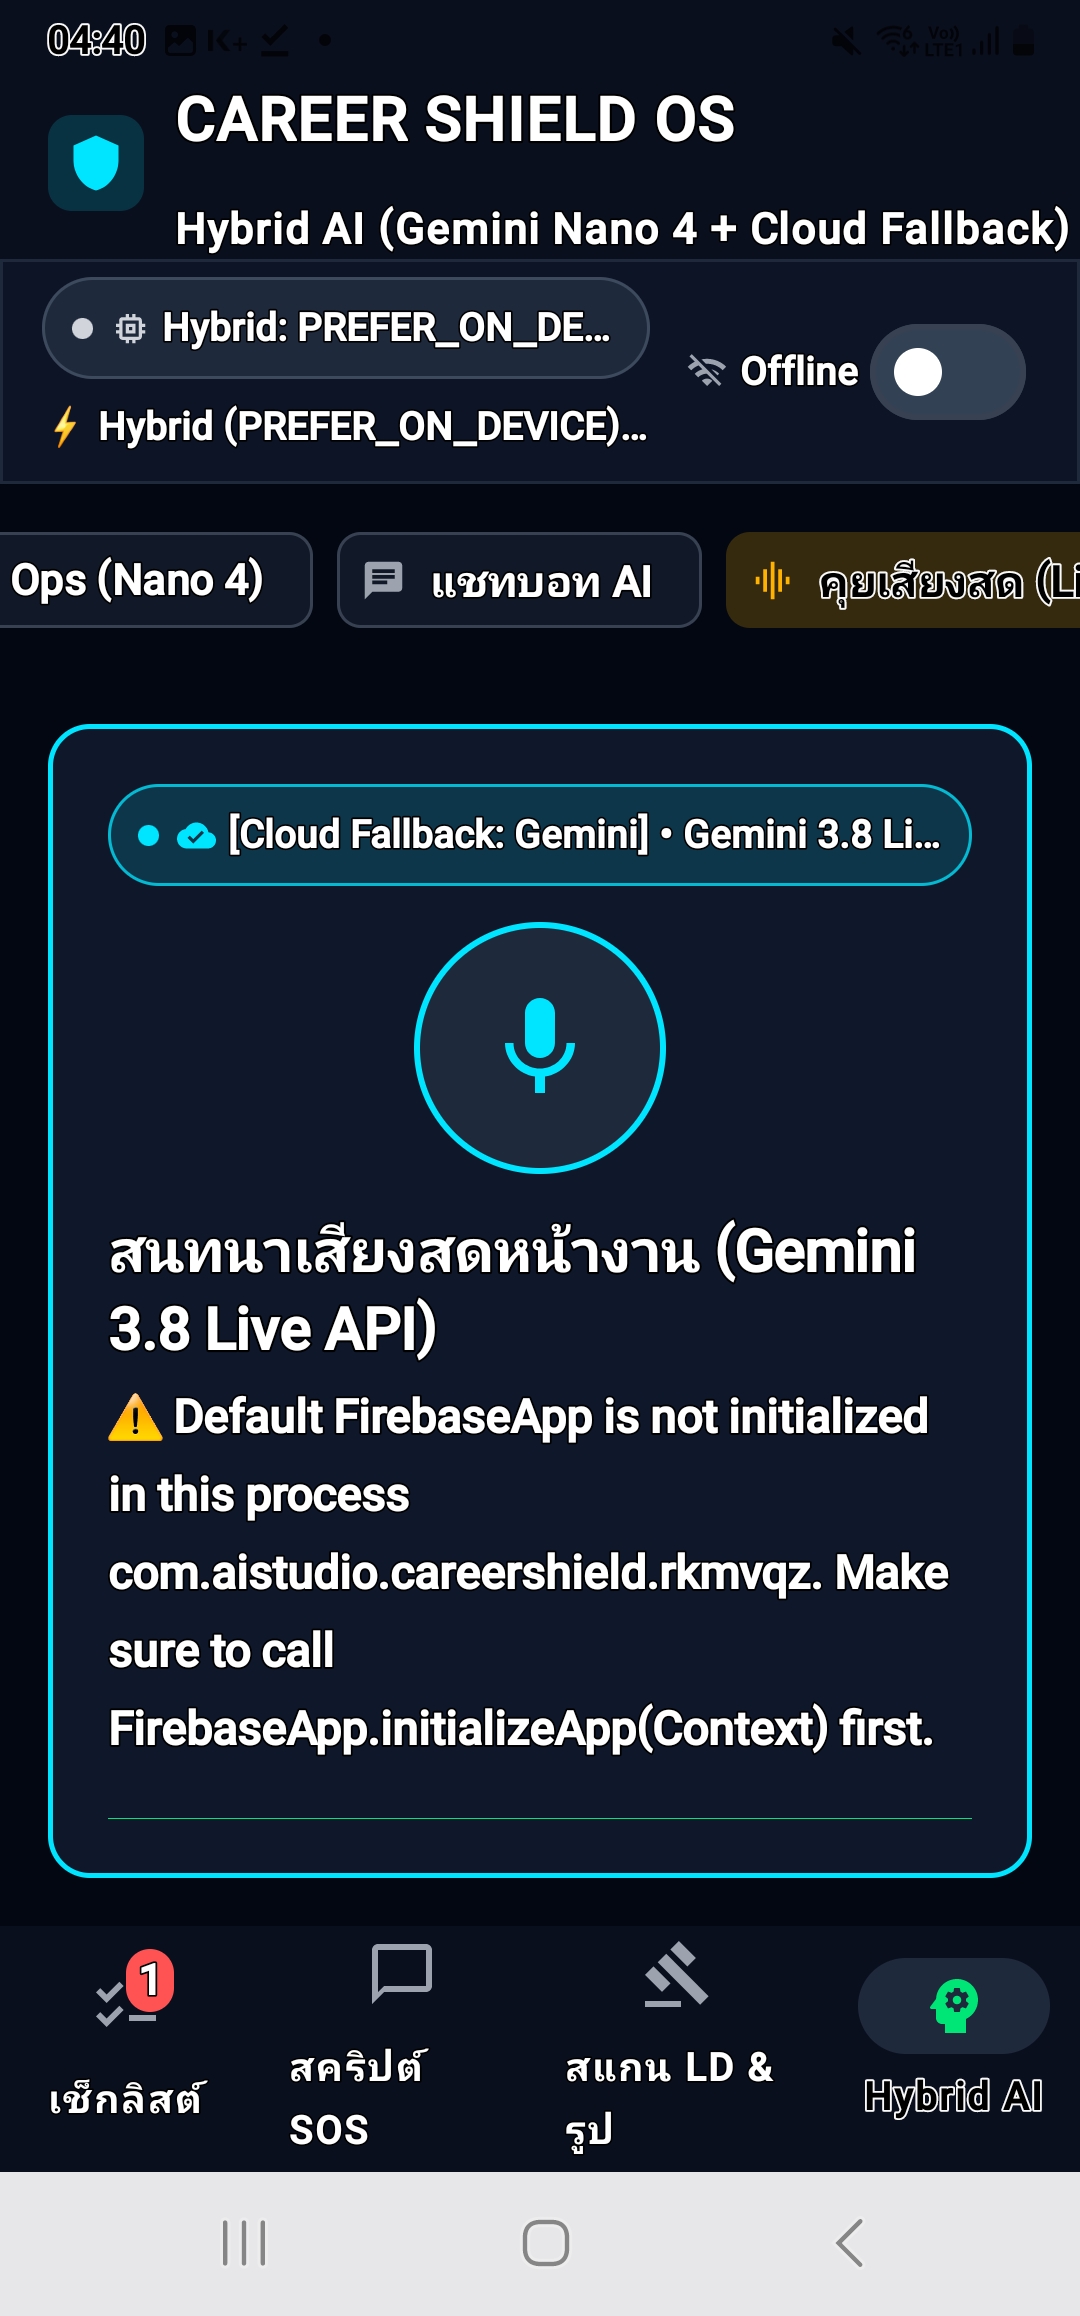 04:40
CAREER SHIELD OS
Hybrid AI (Gemini Nano 4 + Cloud Fallback)
Hybrid: PREFER_ON_DE...
Offline
Hybrid (PREFER_ON_DEVICE)...
Ops (Nano 4)
แชทบอท AI
คุยเสียงสด (Li
[Cloud Fallback: Gemini] • Gemini 3.8 Li...
สนทนาเสียงสดหน้างาน (Gemini
3.8 Live API)
Default FirebaseApp is not initialized
in this process
com.aistudio.careershield.rkmvqz. Make
sure to call
FirebaseApp.initializeApp(Context) first.
1
เช็กลิสต์
สคริปต์
SOS
สแกน LD &
รูป
Hybrid AI